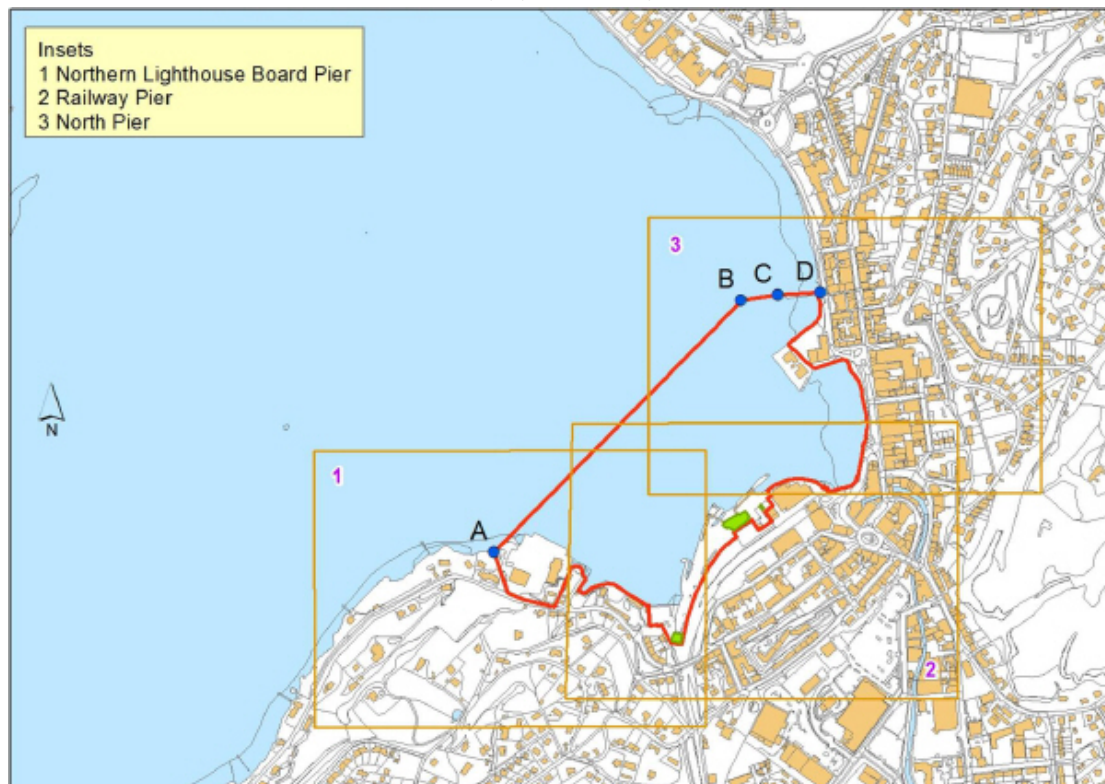 Insets
1 Northern Lighthouse Board Pier
2 Railway Pier
3 North Pier
3
B C D
N
1
A
2